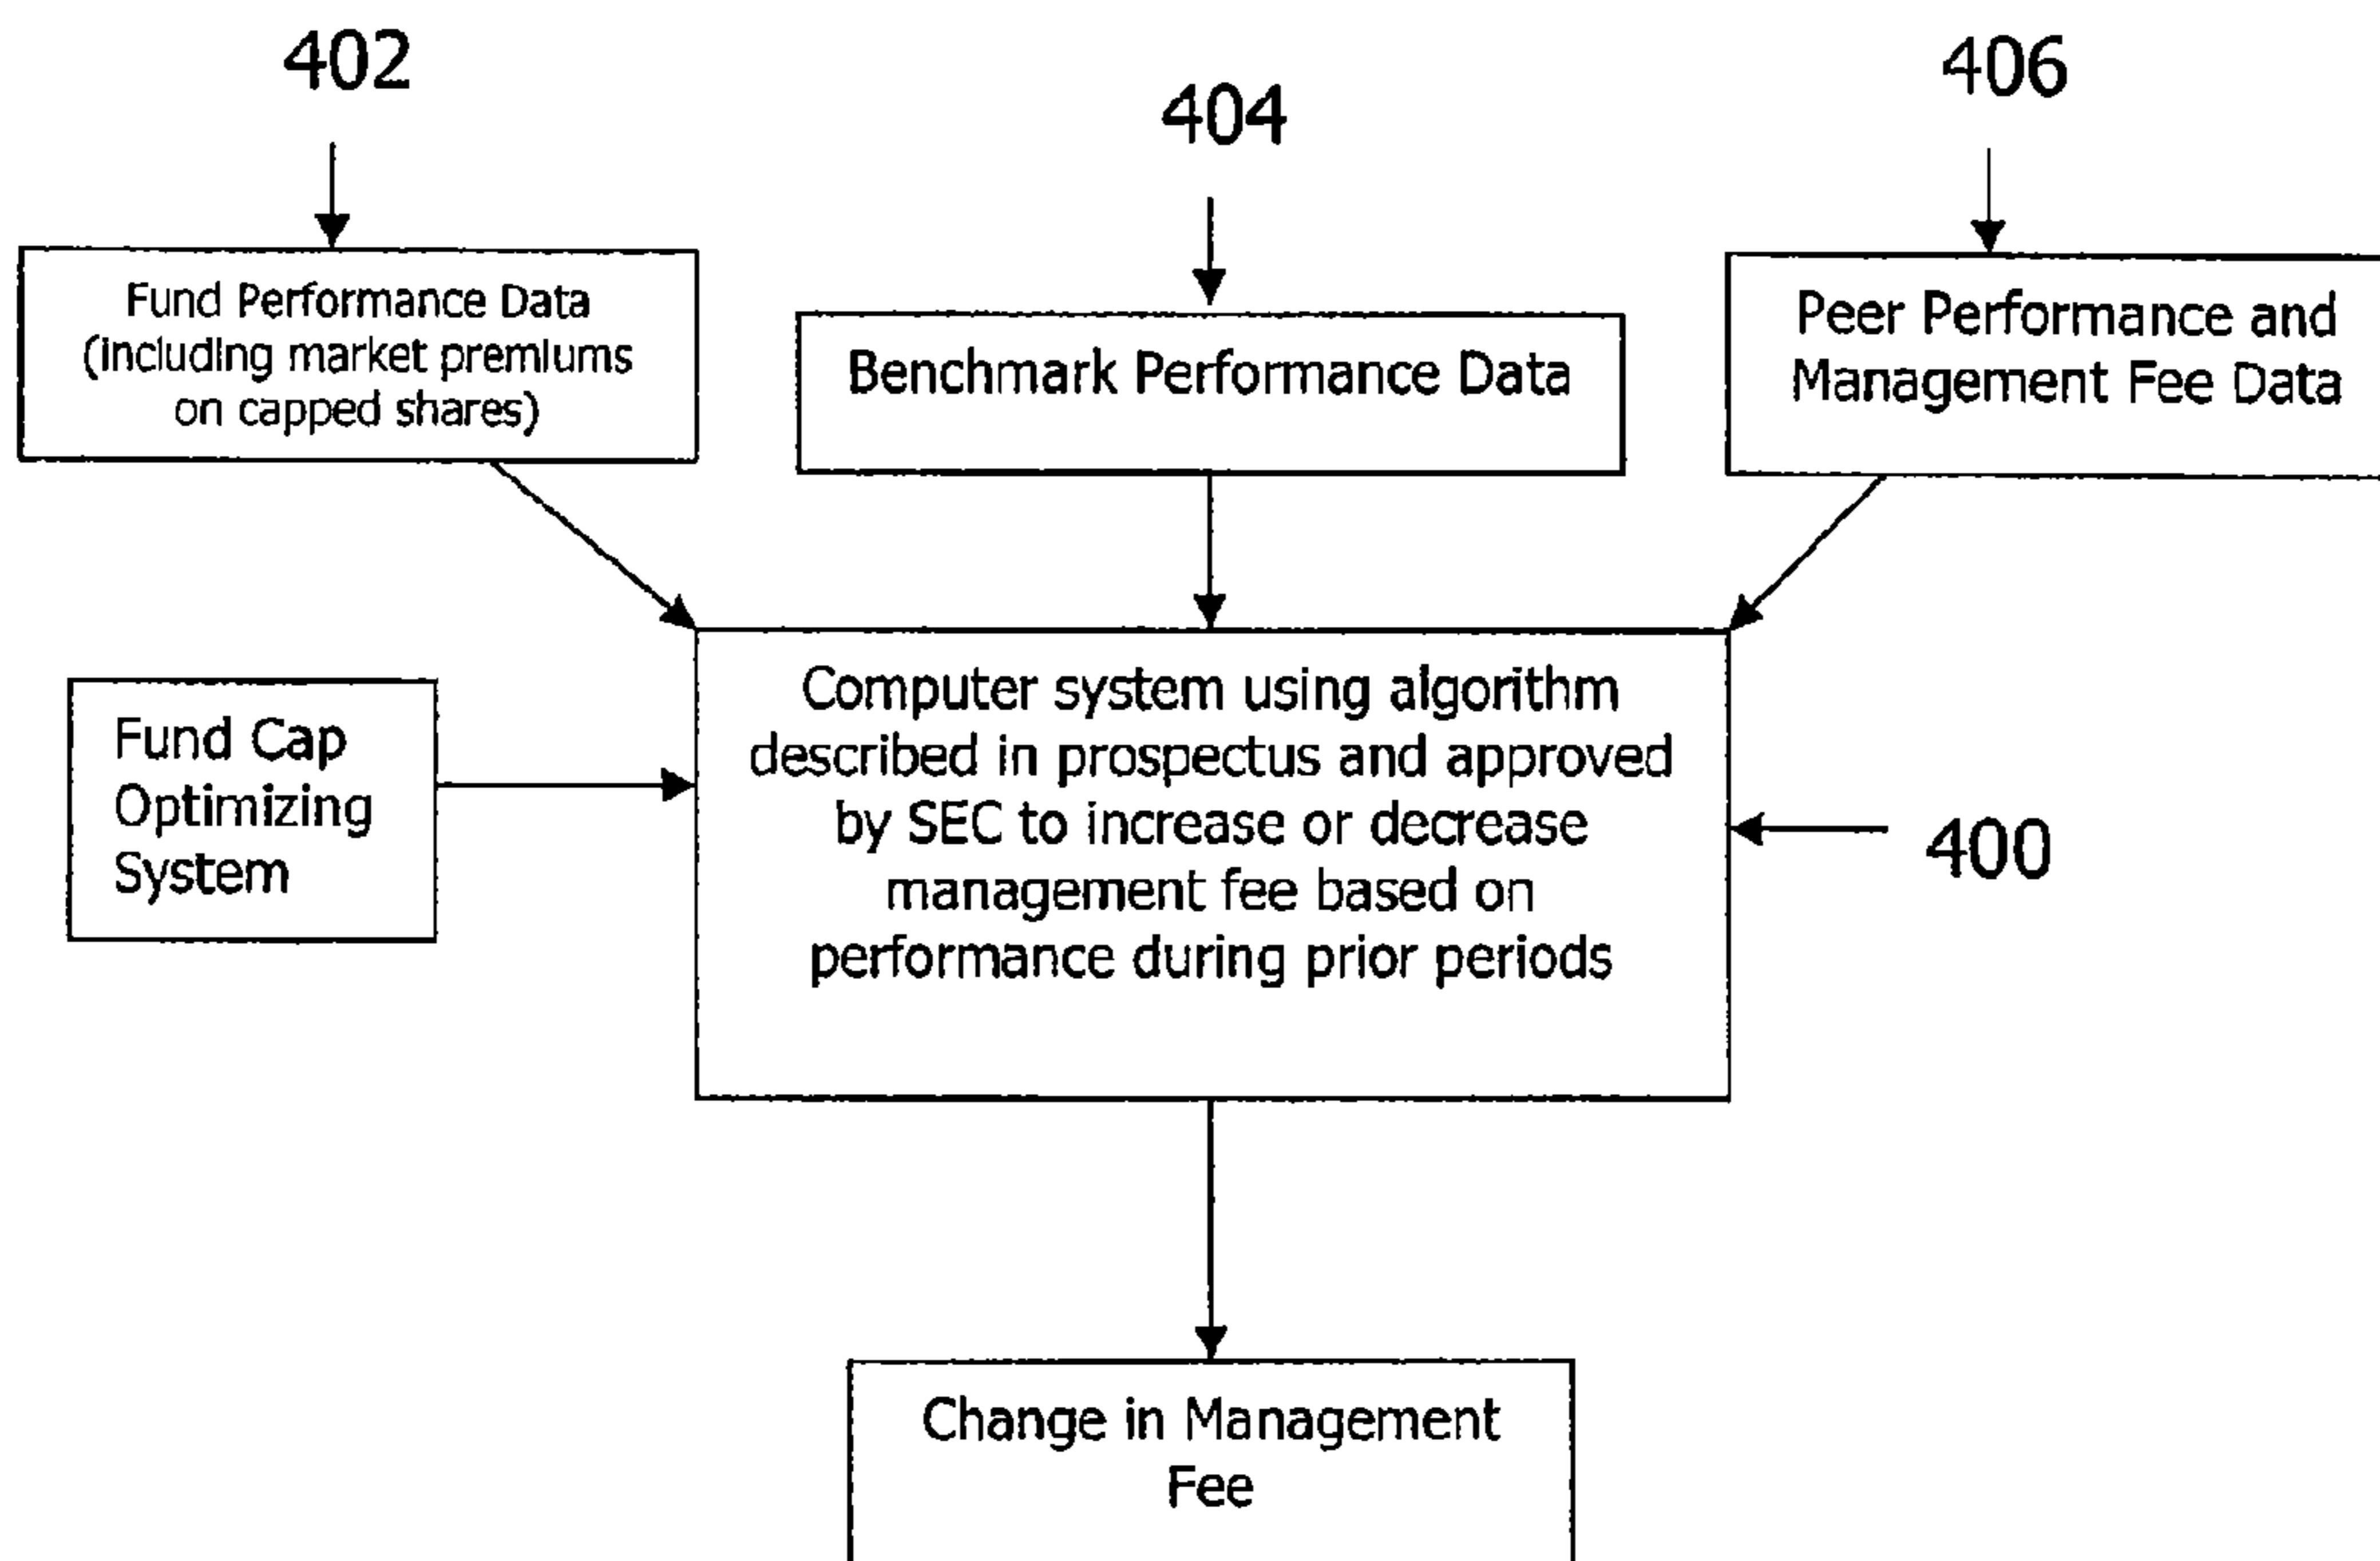 402
404
406
Fund Performance Data
(including market premiums
on capped shares)
Benchmark Performance Data
Peer Performance and
Management Fee Data
Fund Cap
Optimizing
System
Computer system using algorithm
described in prospectus and approved
by SEC to increase or decrease
management fee based on
performance during prior periods
400
Change in Management
Fee